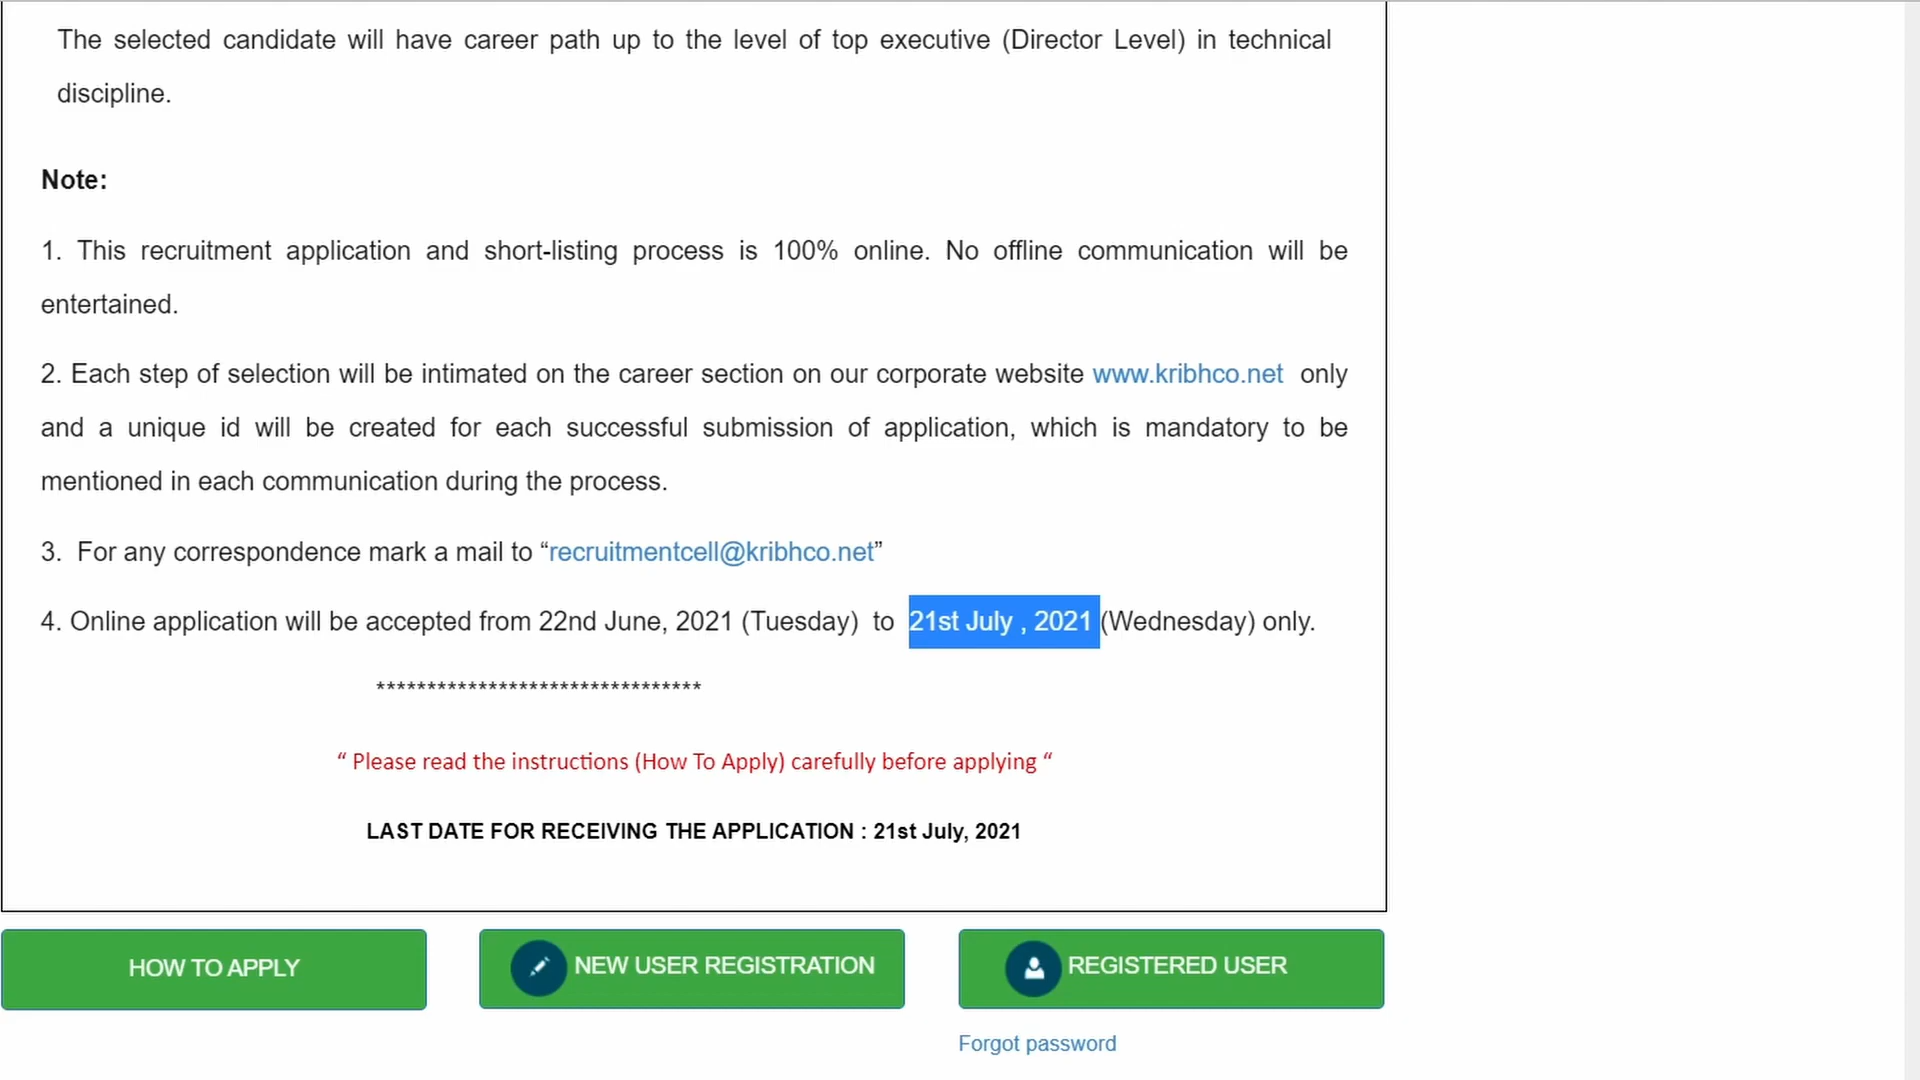 The selected candidate will have career path up to the level of top executive (Director Level) in technical
discipline.
Note:
1. This recruitment application and short-listing process is 100% online. No offline communication will be
entertained.
2. Each step of selection will be intimated on the career section on our corporate website www.kribhco.net only
and a unique id will be created for each successful submission of application, which is mandatory to be
mentioned in each communication during the process.
3. For any correspondence mark a mail to “recruitmentcell@kribhco.net”
4. Online application will be accepted from 22nd June, 2021 (Tuesday) to 21st July , 2021 (Wednesday) only.
********************************
“ Please read the instructions (How To Apply) carefully before applying “
LAST DATE FOR RECEIVING THE APPLICATION : 21st July, 2021
HOW TO APPLY
NEW USER REGISTRATION
REGISTERED USER
Forgot password